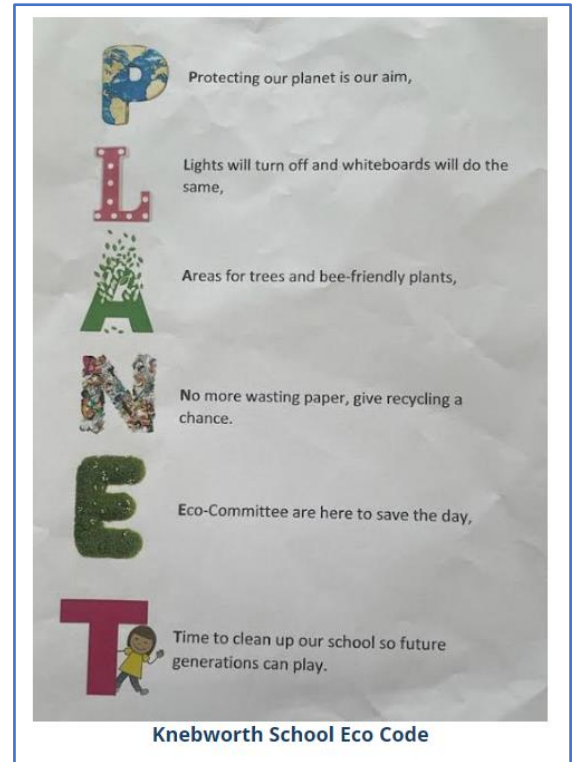 P
Protecting our planet is our aim,
L
Lights will turn off and whiteboards will do the
same,
A
Areas for trees and bee-friendly plants,
N
No more wasting paper, give recycling a
chance.
E
Eco-Committee are here to save the day,
T
Time to clean up our school so future
generations can play.
Knebworth School Eco Code